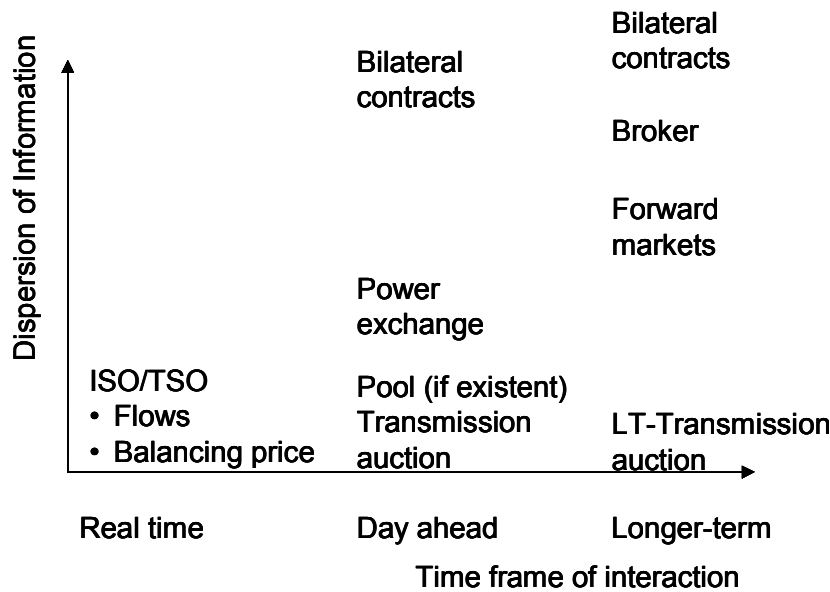 Dispersion of Information
Bilateral
contracts
Bilateral
contracts
Broker
Forward
markets
Power
exchange
ISO/TSO
• Flows
• Balancing price
Pool (if existent)
Transmission
auction
LT-Transmission
auction
Real time
Day ahead
Longer-term
Time frame of interaction